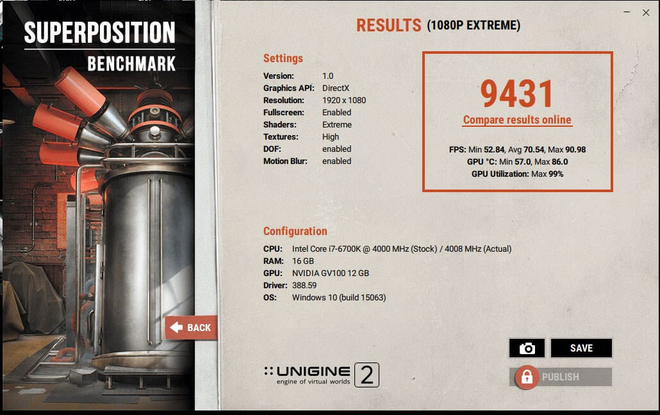 SUPERPOSITION
BENCHMARK
RESULTS (1080P EXTREME)
Settings
Version: 1.0
Graphics API: DirectX
Resolution: 1920 x 1080
Fullscreen: Enabled
Shaders: Extreme
Textures: High
DOF: enabled
Motion Blur: enabled
9431
Compare results online
FPS: Min 52.84, Avg 70.54, Max 90.98
GPU °C: Min 57.0, Max 86.0
GPU Utilization: Max 99%
Configuration
CPU: Intel Core i7-6700K @ 4000 MHz (Stock) / 4008 MHz (Actual)
RAM: 16 GB
GPU: NVIDIA GV100 12 GB
Driver: 388.59
OS: Windows 10 (build 15063)
BACK
SAVE
PUBLISH
UNIGINE 2
engine of virtual worlds